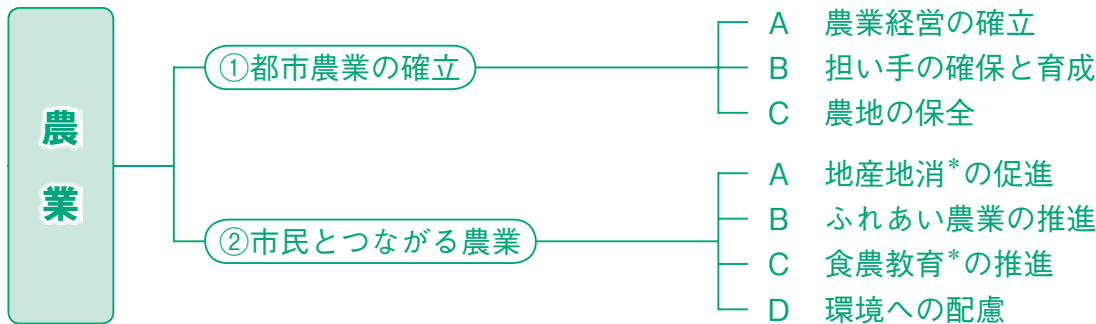 農業
①都市農業の確立
A 農業経営の確立
B 担い手の確保と育成
C 農地の保全
②市民とつながる農業
A 地産地消*の促進
B ふれあい農業の推進
C 食農教育*の推進
D 環境への配慮